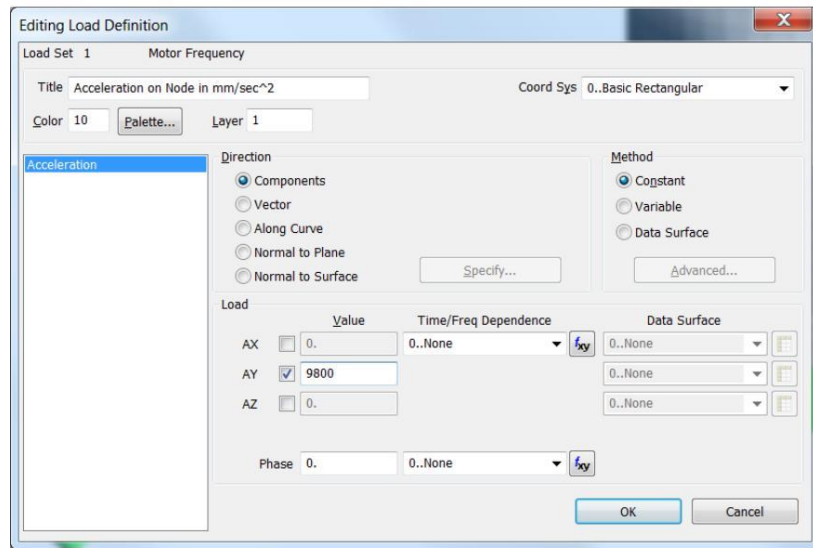 Editing Load Definition
x
Load Set 1 Motor Frequency
Title Acceleration on Node in mm/sec^2 Coord Sys 0..Basic Rectangular
Color 10 Palette... Layer 1
Acceleration
Direction
Components
Vector
Along Curve
Normal to Plane
Normal to Surface
Specify...
Method
Constant
Variable
Data Surface
Advanced...
Load
Value Time/Freq Dependence Data Surface
AX 0. 0..None fxy 0..None
AY 9800 0..None
AZ 0. 0..None
Phase 0. 0..None fxy
OK Cancel